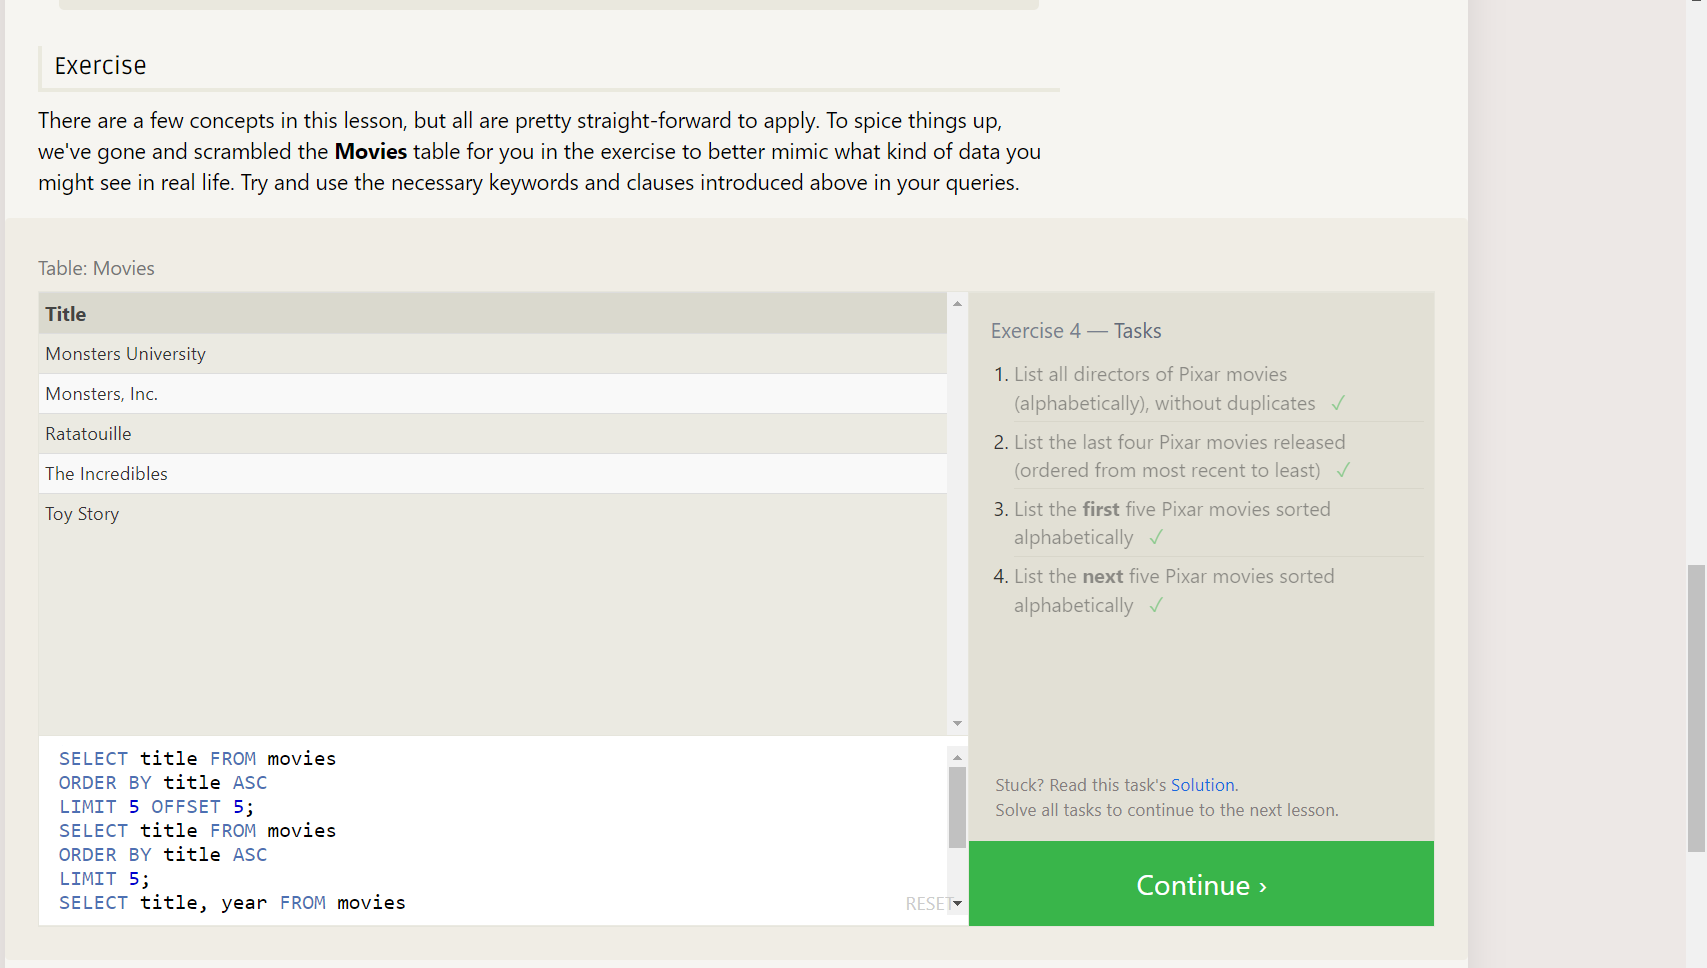 Exercise
There are a few concepts in this lesson, but all are pretty straight-forward to apply. To spice things up,
we've gone and scrambled the Movies table for you in the exercise to better mimic what kind of data you
might see in real life. Try and use the necessary keywords and clauses introduced above in your queries.
Table: Movies
Title
Monsters University
Monsters, Inc.
Ratatouille
The Incredibles
Toy Story
SELECT title FROM movies
ORDER BY title ASC
LIMIT 5 OFFSET 5;
SELECT title FROM movies
ORDER BY title ASC
LIMIT 5;
SELECT title, year FROM movies
RESET
Exercise 4 — Tasks
1. List all directors of Pixar movies
(alphabetically), without duplicates ✓
2. List the last four Pixar movies released
(ordered from most recent to least) ✓
3. List the first five Pixar movies sorted
alphabetically ✓
4. List the next five Pixar movies sorted
alphabetically ✓
Stuck? Read this task's Solution.
Solve all tasks to continue to the next lesson.
Continue ›